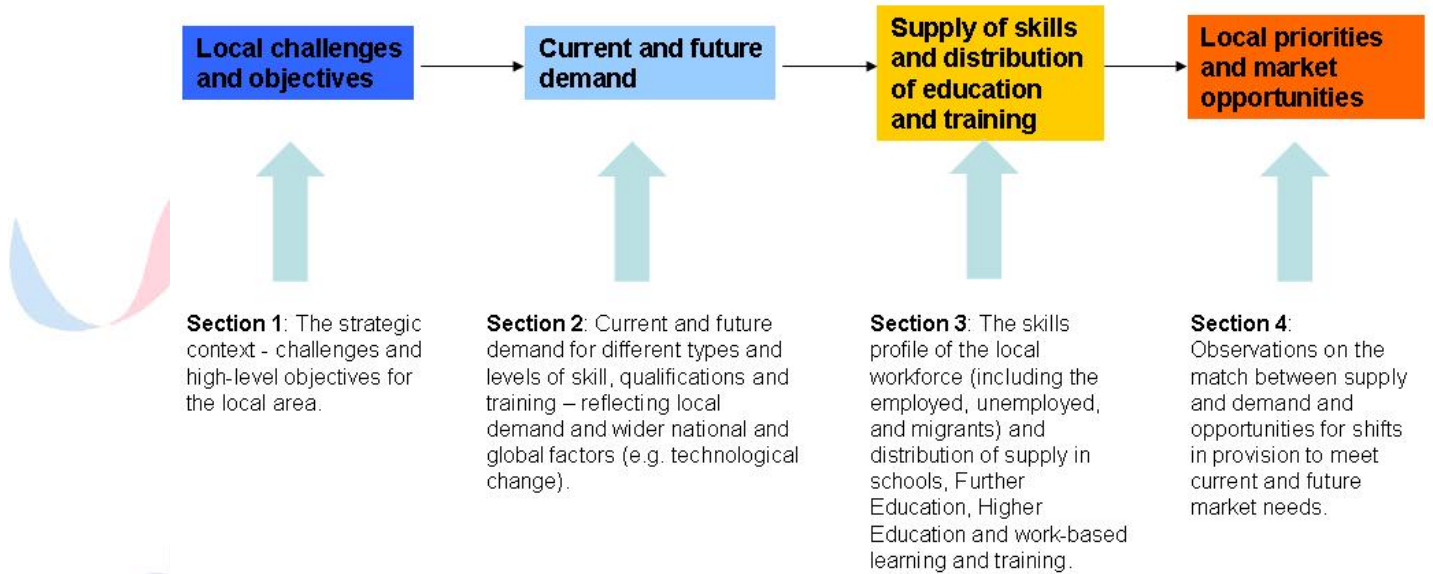 Local challenges
and objectives
Current and future
demand
Supply of skills
and distribution
of education
and training
Local priorities
and market
opportunities
Section 1: The strategic
context - challenges and
high-level objectives for
the local area.
Section 2: Current and future
demand for different types and
levels of skill, qualifications and
training – reflecting local
demand and wider national and
global factors (e.g. technological
change).
Section 3: The skills
profile of the local
workforce (including the
employed, unemployed,
and migrants) and
distribution of supply in
schools, Further
Education, Higher
Education and work-based
learning and training.
Section 4:
Observations on the
match between supply
and demand and
opportunities for shifts
in provision to meet
current and future
market needs.